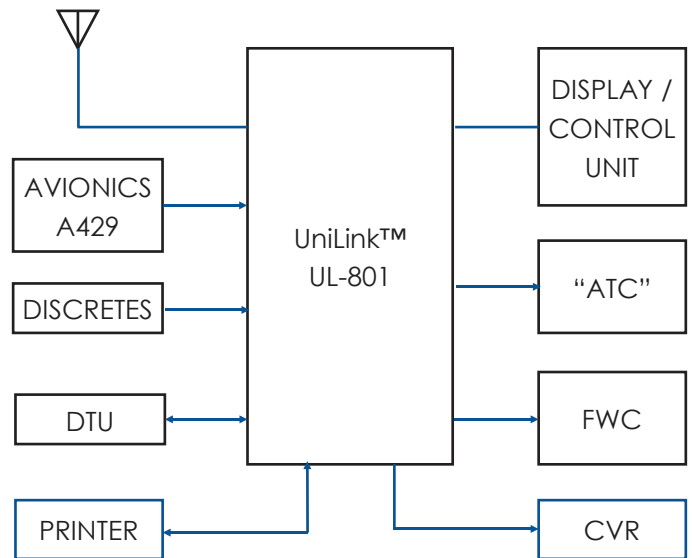 DISPLAY /
CONTROL
UNIT
AVIONICS
A429
UniLink™
UL-801
DISCRETES
“ATC”
DTU
FWC
PRINTER
CVR